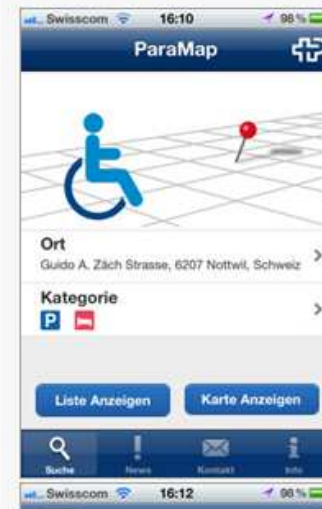 Swisscom 16:10 98 %
ParaMap
Ort
Guido A. Zäch Strasse, 6207 Nottwil, Schweiz
Kategorie
P
Liste Anzeigen Karte Anzeigen
Suche News Kontakt Info
Swisscom 16:12 98 %